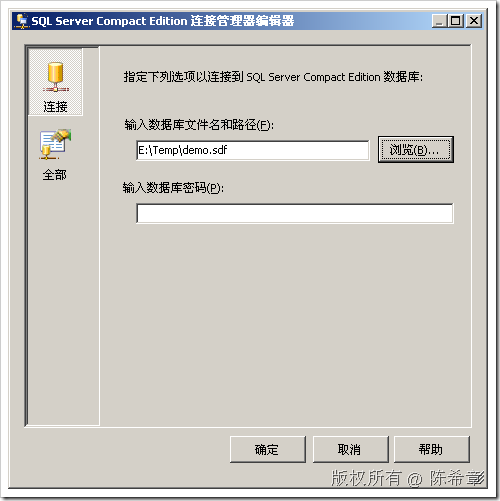 SQL Server Compact Edition 连接管理器编辑器
连接
全部
指定下列选项以连接到 SQL Server Compact Edition 数据库:
输入数据库文件名和路径(F):
E:\Temp\demo.sdf
浏览(B)...
输入数据库密码(P):
确定
取消
帮助
版权所有 @ 陈希章